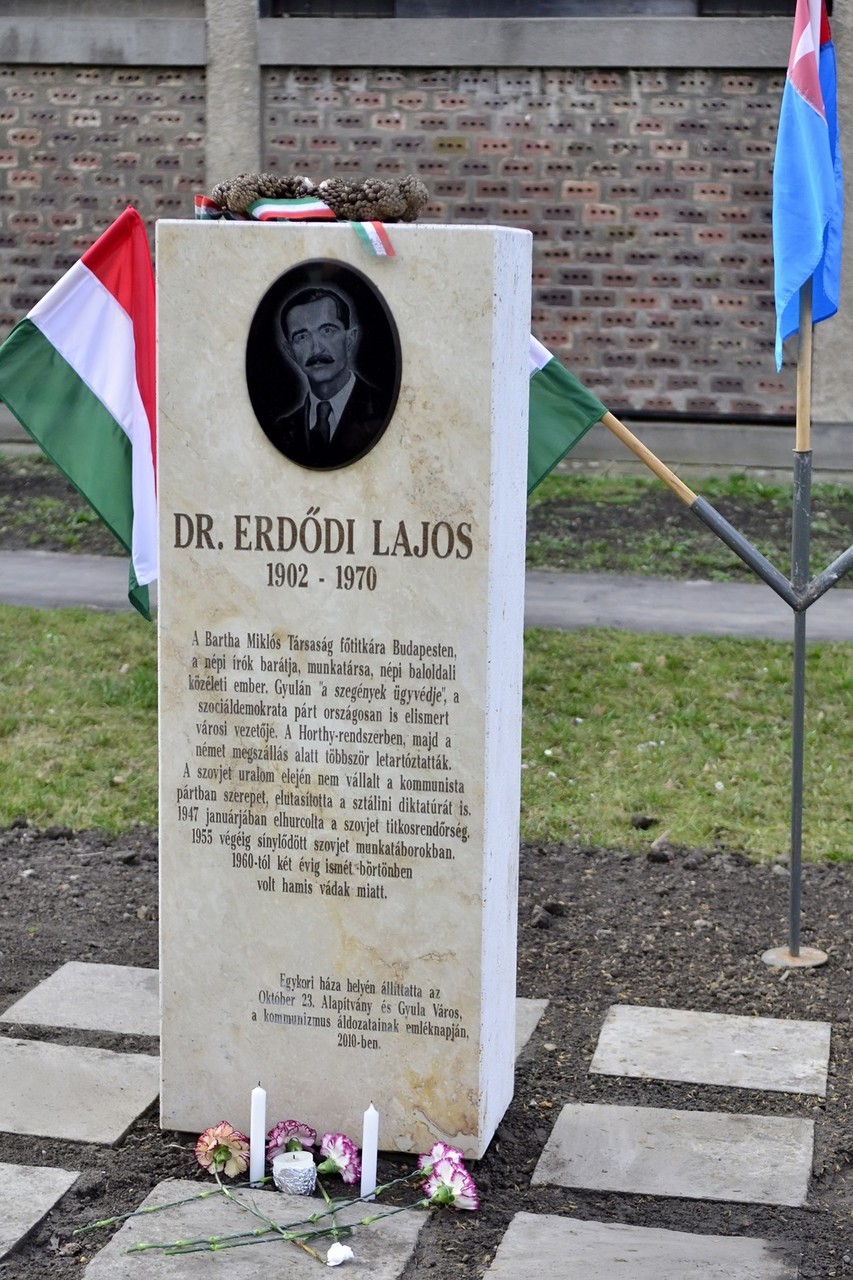 DR. ERDŐDI LAJOS
1902 - 1970
A Bartha Miklós Társaság főtitkára Budapesten,
a népi írók barátja, munkatársa, népi baloldali
közéleti ember. Gyulán "a szegények ügyvédje", a
szociáldemokrata párt országosan is elismert
városi vezetője. A Horthy-rendszerben, majd a
német megszállás alatt többször letartóztatták.
A szovjet uralom elején nem vállalt a kommunista
pártban szerepet, elutasította a sztálini diktatúrát is.
1947 januárjában elhurcolta a szovjet titkosrendőrség.
1955 végéig sínylődött szovjet munkatáborokban.
1960-tól két évig ismét börtönben
volt hamis vádak miatt.
Egykori háza helyén állíttatta az
Október 23. Alapítvány és Gyula Város,
a kommunizmus áldozatainak emléknapján,
2010-ben.